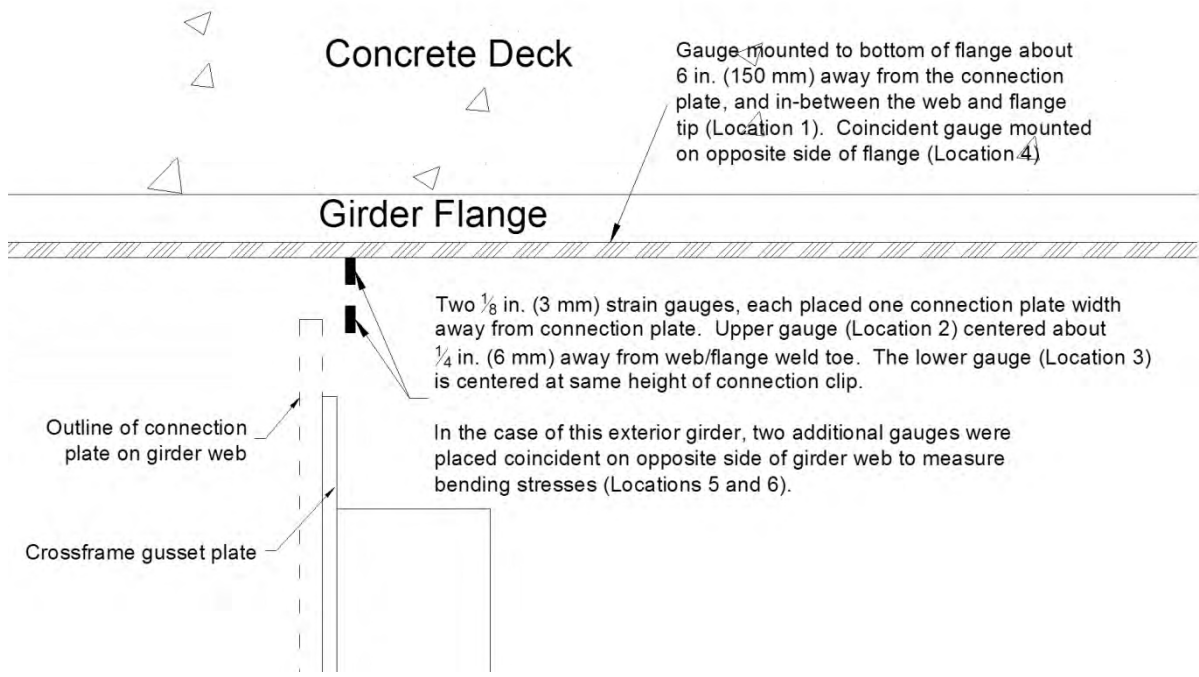 Concrete Deck
Gauge mounted to bottom of flange about
6 in. (150 mm) away from the connection
plate, and in-between the web and flange
tip (Location 1).  Coincident gauge mounted
on opposite side of flange (Location 4)
Girder Flange
Two 1/8 in. (3 mm) strain gauges, each placed one connection plate width
away from connection plate.  Upper gauge (Location 2) centered about
1/4 in. (6 mm) away from web/flange weld toe.  The lower gauge (Location 3)
is centered at same height of connection clip.
In the case of this exterior girder, two additional gauges were
placed coincident on opposite side of girder web to measure
bending stresses (Locations 5 and 6).
Outline of connection
plate on girder web
Crossframe gusset plate